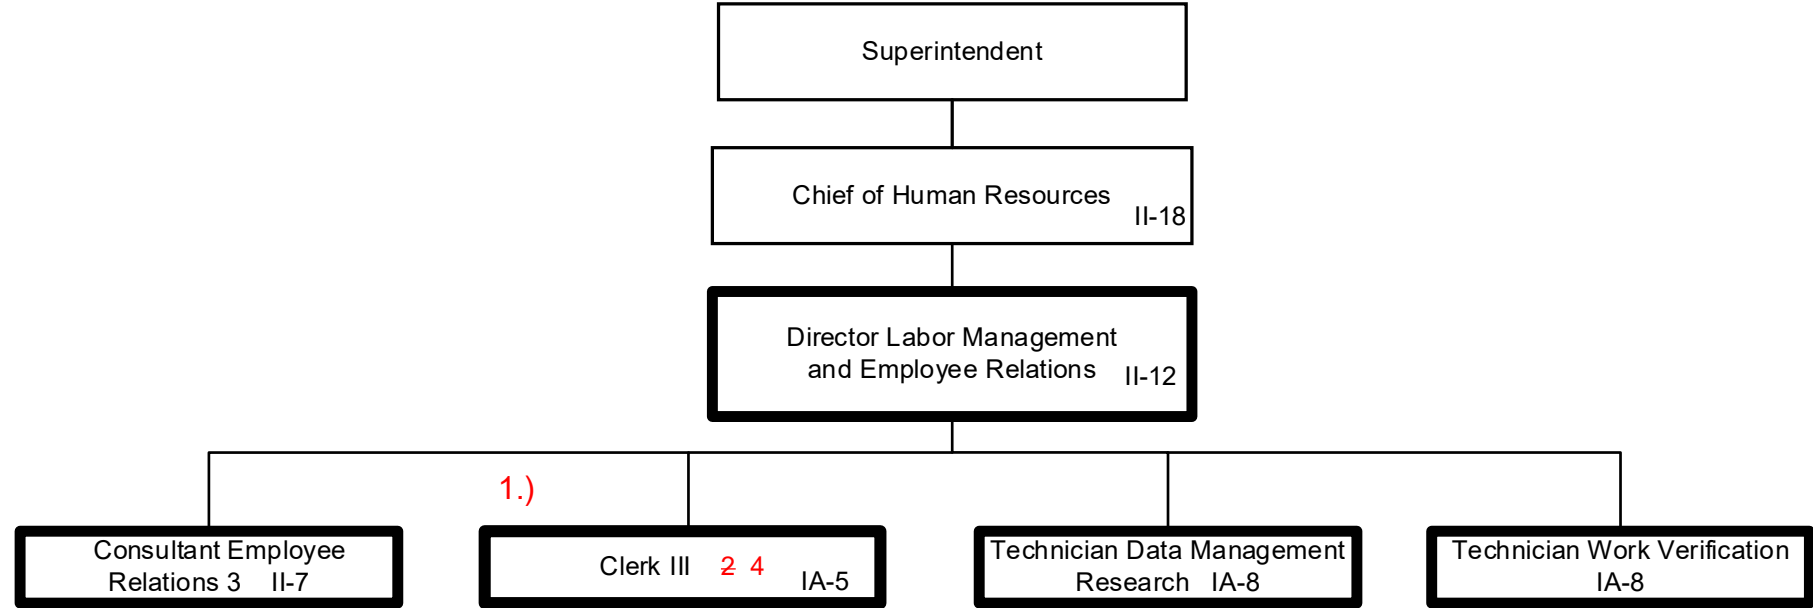 Superintendent
Chief of Human Resources
II-18
Director Labor Management
and Employee Relations
II-12
1.)
Consultant Employee
Relations 3 II-7
Clerk III 2 4
IA-5
Technician Data Management
Research IA-8
Technician Work Verification
IA-8